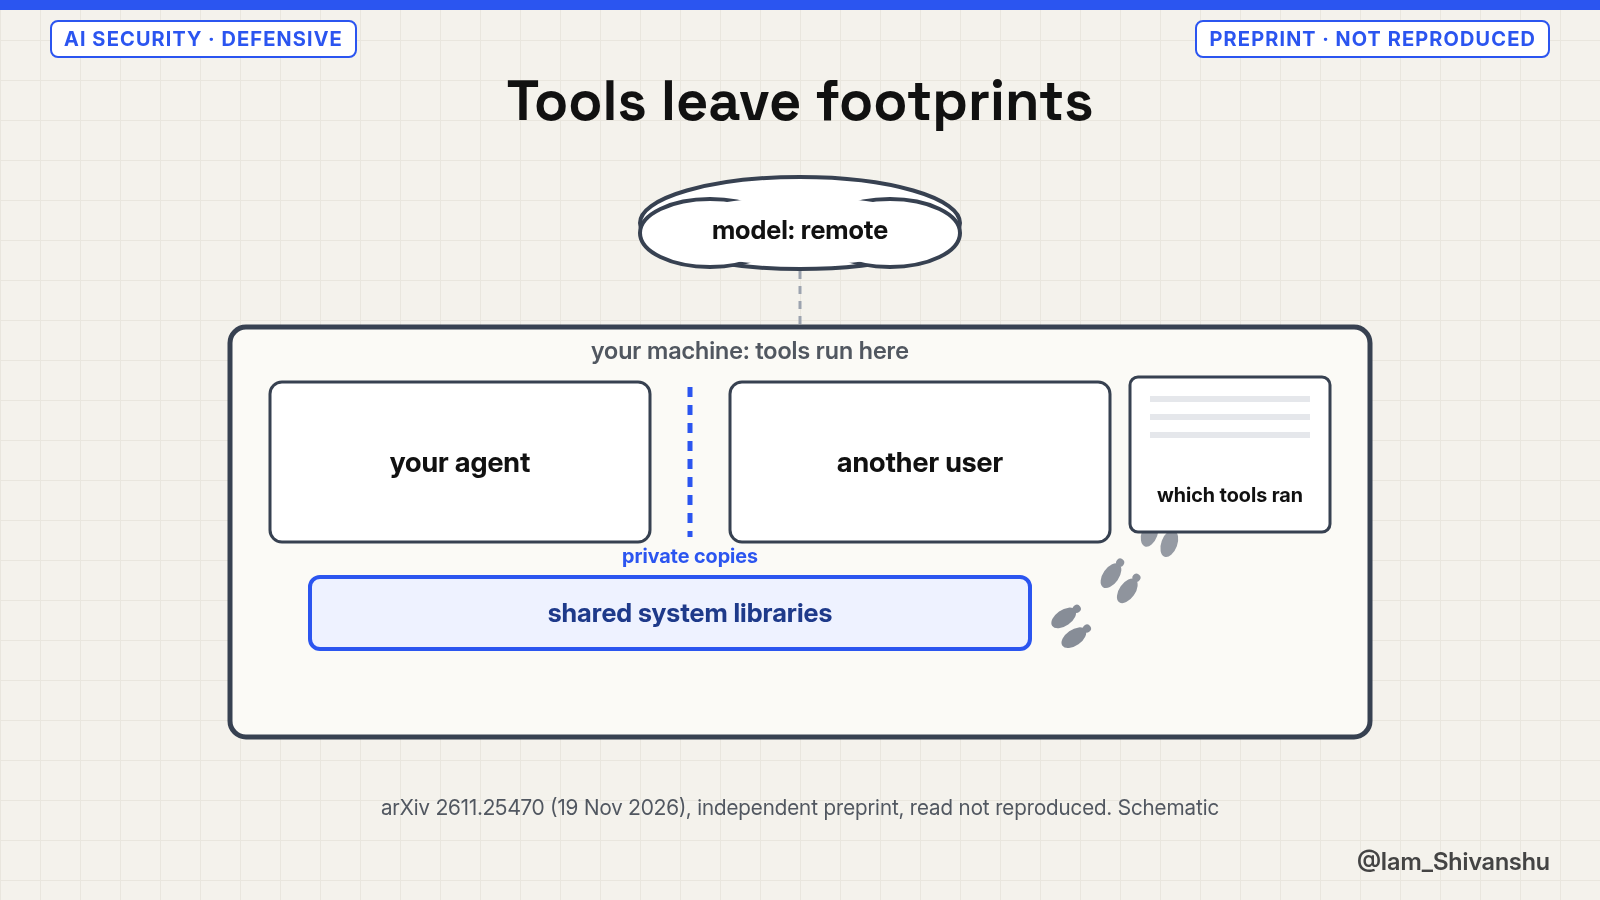 AI SECURITY · DEFENSIVE
PREPRINT · NOT REPRODUCED
Tools leave footprints
model: remote
your machine: tools run here
your agent
another user
which tools ran
private copies
shared system libraries
arXiv 2611.25470 (19 Nov 2026), independent preprint, read not reproduced. Schematic
@Iam_Shivanshu